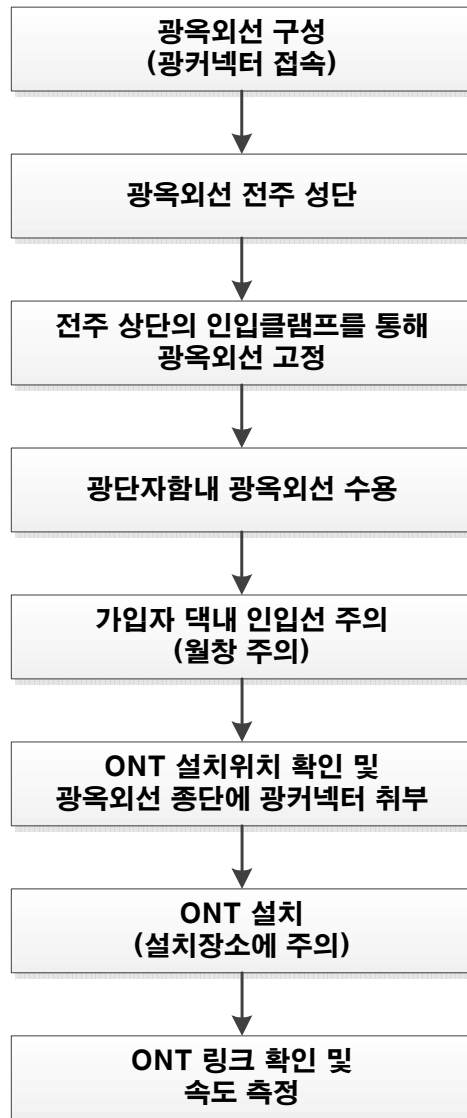 광옥외선 구성
(광커넥터 접속)
광옥외선 전주 성단
전주 상단의 인입클램프를 통해
광옥외선 고정
광단자함내 광옥외선 수용
가입자 댁내 인입선 주의
(월창 주의)
ONT 설치위치 확인 및
광옥외선 종단에 광커넥터 취부
ONT 설치
(설치장소에 주의)
ONT 링크 확인 및
속도 측정